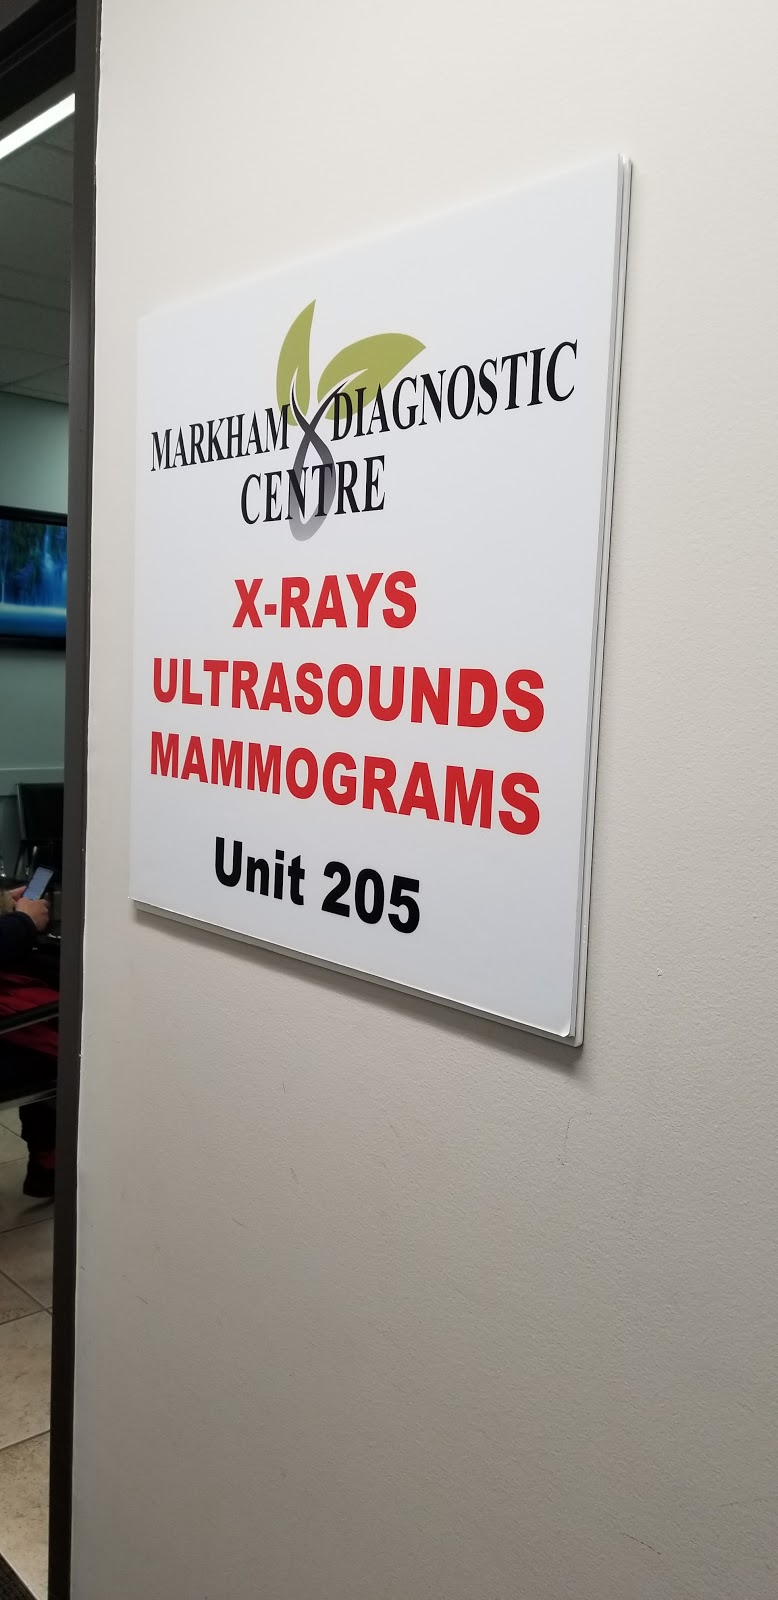 MARKHAM DIAGNOSTIC
CENTRE
X-RAYS
ULTRASOUNDS
MAMMOGRAMS
Unit 205